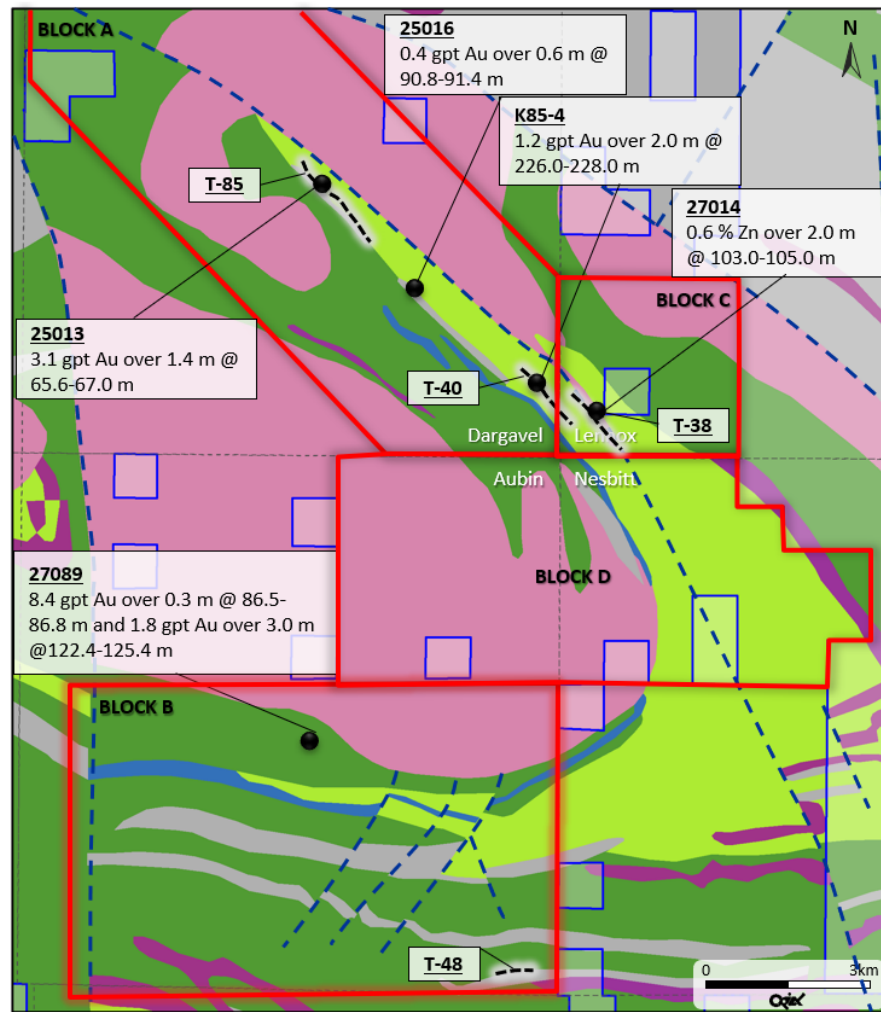 BLOCK A
25016
0.4 gpt Au over 0.6 m @
90.8-91.4 m
N
K85-4
1.2 gpt Au over 2.0 m @
226.0-228.0 m
T-85
27014
0.6 % Zn over 2.0 m
@ 103.0-105.0 m
BLOCK C
25013
3.1 gpt Au over 1.4 m @
65.6-67.0 m
T-40
T-38
Dargavel
Lennox
Aubin
Nesbitt
27089
8.4 gpt Au over 0.3 m @ 86.5-
86.8 m and 1.8 gpt Au over 3.0 m
@122.4-125.4 m
BLOCK D
BLOCK B
T-48
0 3km